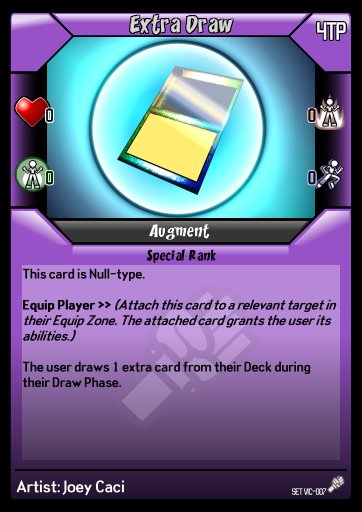 Extra Draw
4TP
0
0
0
0
Augment
Special Rank
This card is Null-type.
Equip Player >> (Attach this card to a relevant target in
their Equip Zone. The attached card grants the user its
abilities.)
The user draws 1 extra card from their Deck during
their Draw Phase.
Artist: Joey Caci
SET VIC-007